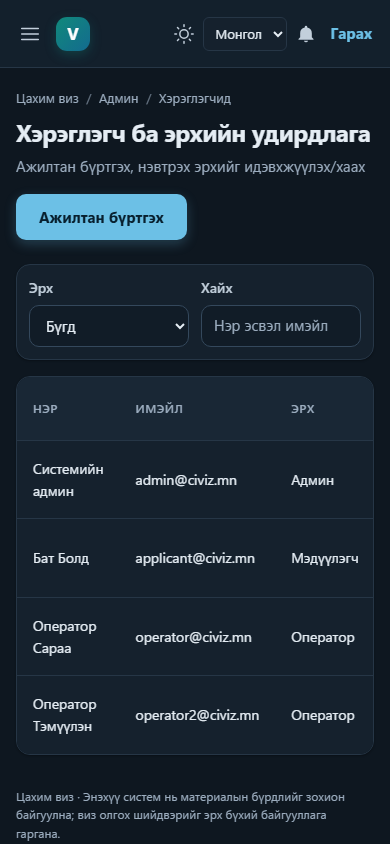 V Монгол Гарах
Цахим виз / Админ / Хэрэглэгчид
Хэрэглэгч ба эрхийн удирдлага
Ажилтан бүртгэх, нэвтрэх эрхийг идэвхжүүлэх/хаах
Ажилтан бүртгэх
Эрх Хайх
Бүгд Нэр эсвэл имэйл
НЭР ИМЭЙЛ ЭРХ
Системийн админ admin@civiz.mn Админ
Бат Болд applicant@civiz.mn Мэдүүлэгч
Оператор Сараа operator@civiz.mn Оператор
Оператор Тэмүүлэн operator2@civiz.mn Оператор
Цахим виз · Энэхүү систем нь материалын бүрдлийг зохион
байгуулна; виз олгох шийдвэрийг эрх бүхий байгууллага
гаргана.